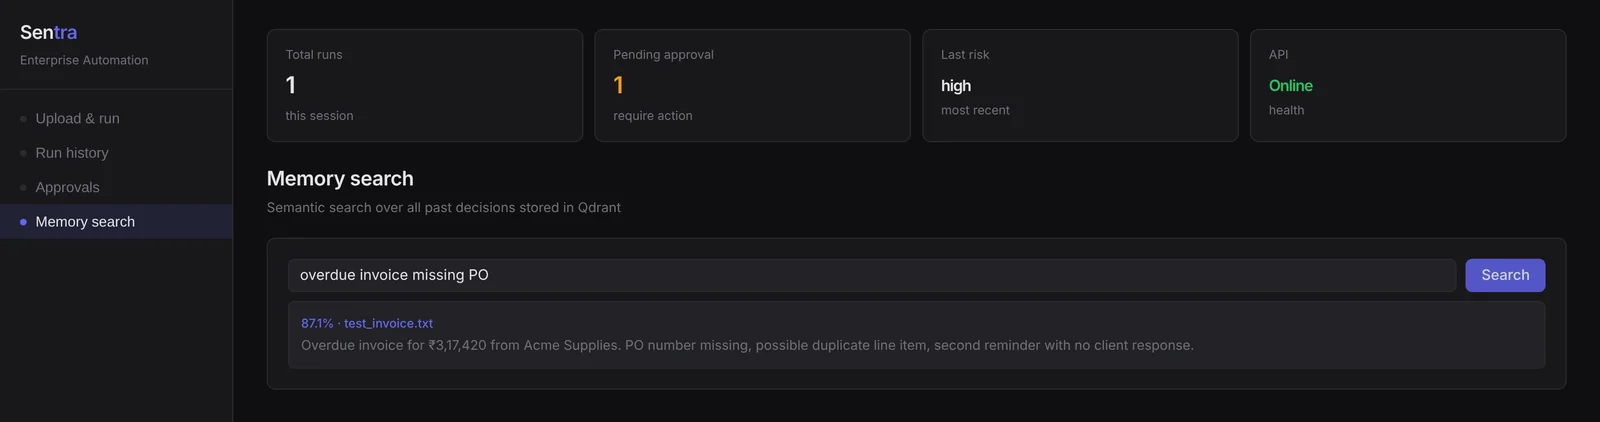 Sentra
Enterprise Automation
Upload & run
Run history
Approvals
Memory search
Total runs
1
this session
Pending approval
1
require action
Last risk
high
most recent
API
Online
health
Memory search
Semantic search over all past decisions stored in Qdrant
overdue invoice missing PO
Search
87.1% · test_invoice.txt
Overdue invoice for ₹3,17,420 from Acme Supplies. PO number missing, possible duplicate line item, second reminder with no client response.